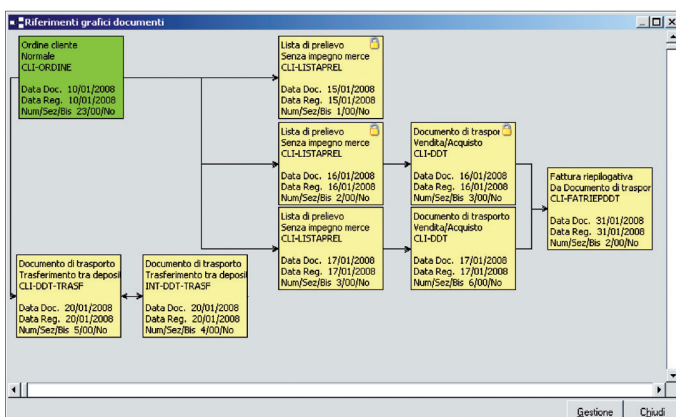 Riferimenti grafici documenti
Ordine cliente
Normale
CLI-ORDINE
Data Doc. 10/01/2008
Data Reg. 10/01/2008
Num/Sez/Bis 23/00/No
Lista di prelievo
Senza impegno merce
CLI-LISTAPREL
Data Doc. 15/01/2008
Data Reg. 15/01/2008
Num/Sez/Bis 1/00/No
Lista di prelievo
Senza impegno merce
CLI-LISTAPREL
Data Doc. 16/01/2008
Data Reg. 16/01/2008
Num/Sez/Bis 2/00/No
Documento di traspor
Vendita/Acquisto
CLI-DDT
Data Doc. 16/01/2008
Data Reg. 16/01/2008
Num/Sez/Bis 3/00/No
Fattura riepilogativa
Da Documento di traspor
CLI-FATRIEPDDT
Data Doc. 31/01/2008
Data Reg. 31/01/2008
Num/Sez/Bis 2/00/No
Lista di prelievo
Senza impegno merce
CLI-LISTAPREL
Data Doc. 17/01/2008
Data Reg. 17/01/2008
Num/Sez/Bis 3/00/No
Documento di trasporto
Vendita/Acquisto
CLI-DDT
Data Doc. 17/01/2008
Data Reg. 17/01/2008
Num/Sez/Bis 6/00/No
Documento di trasporto
Trasferimento tra deposil
CLI-DDT-TRASF
Data Doc. 20/01/2008
Data Reg. 20/01/2008
Num/Sez/Bis 5/00/No
Documento di trasporto
Trasferimento tra deposil
INT-DDT-TRASF
Data Doc. 20/01/2008
Data Reg. 20/01/2008
Num/Sez/Bis 4/00/No
Gestione
Chiudi